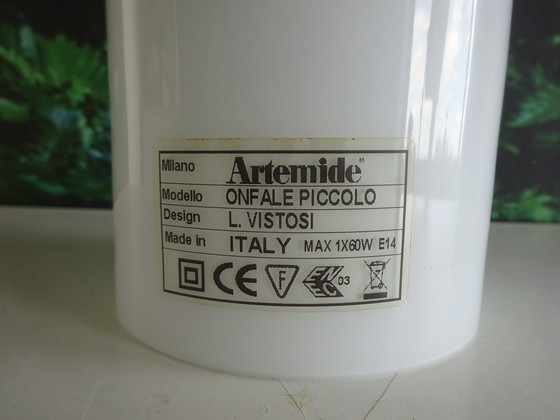 Milano Artemide®
Modello ONFALE PICCOLO
Design L. VISTOSI
Made in ITALY MAX 1X60W E14
CE F ENEC 03